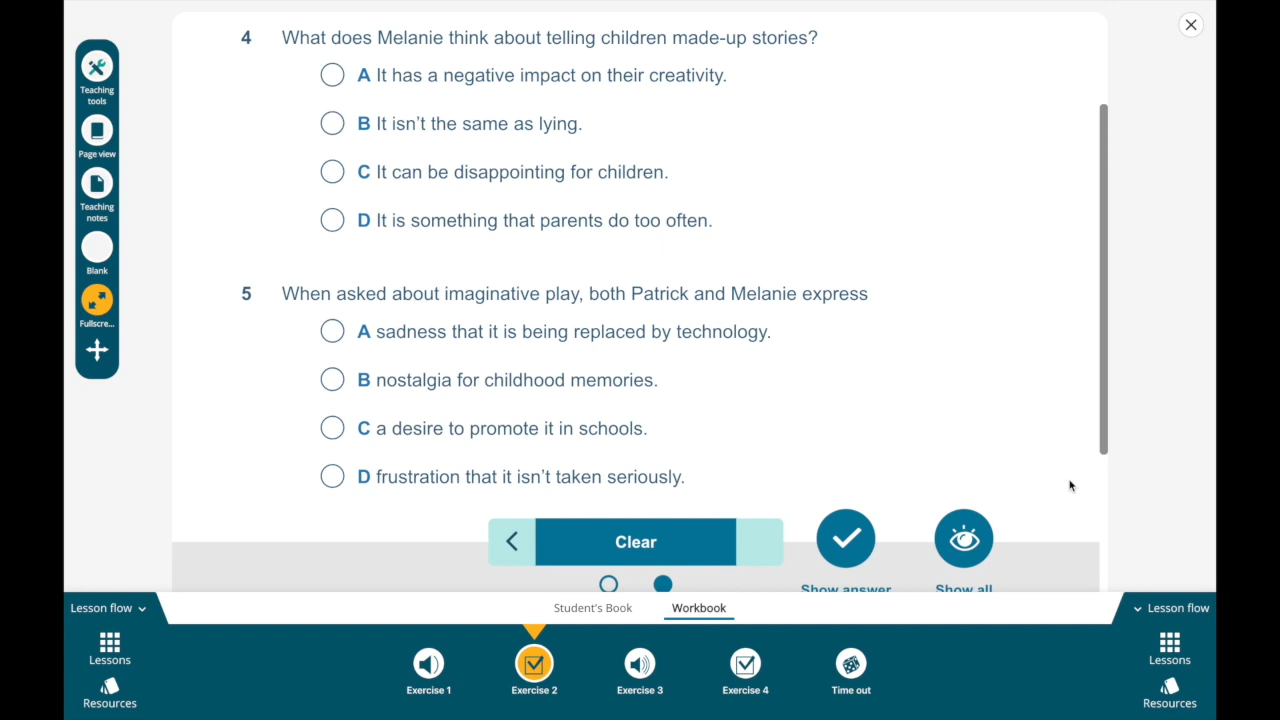 4 What does Melanie think about telling children made-up stories?
A It has a negative impact on their creativity.
B It isn't the same as lying.
C It can be disappointing for children.
D It is something that parents do too often.
5 When asked about imaginative play, both Patrick and Melanie express
A sadness that it is being replaced by technology.
B nostalgia for childhood memories.
C a desire to promote it in schools.
D frustration that it isn't taken seriously.
Teaching
tools
Page view
Teaching
notes
Blank
Fullscre...
Clear
Show answer
Show all
Lesson flow
Student's Book
Workbook
Lesson flow
Lessons
Resources
Exercise 1
Exercise 2
Exercise 3
Exercise 4
Time out
Lessons
Resources